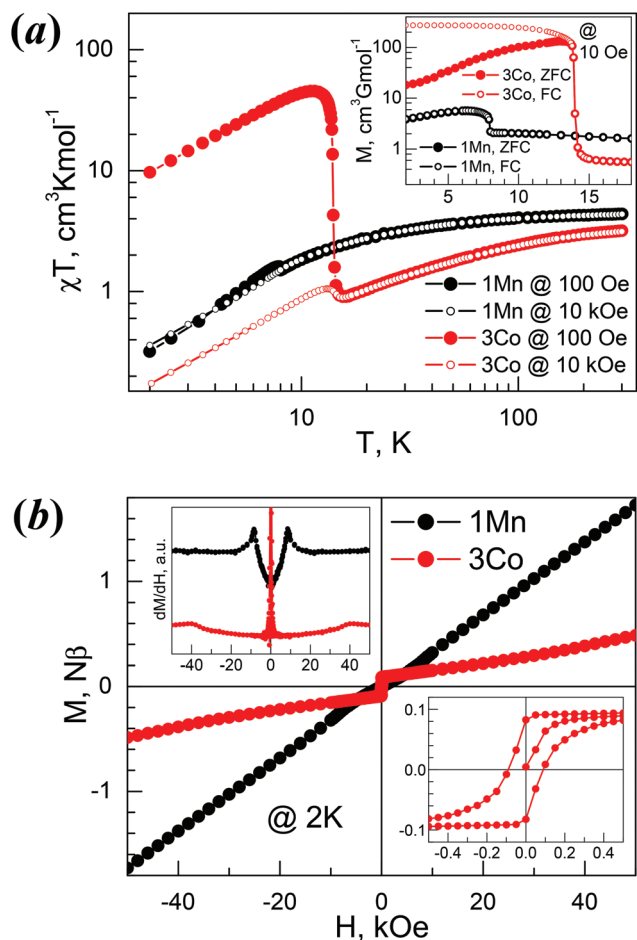 (a)
100
10
1
χT, cm³Kmol⁻¹
10
100
T, K
1Mn @ 100 Oe
1Mn @ 10 kOe
3Co @ 100 Oe
3Co @ 10 kOe
100
10
1
M, cm³Gmol⁻¹
@
10 Oe
3Co, ZFC
3Co, FC
1Mn, ZFC
1Mn, FC
5
10
15
(b)
1
0
-1
M, Nβ
1Mn
3Co
dM/dH, a.u.
-50 -40 -20 0 20 40
@ 2K
0.1
0.0
-0.1
-0.4 -0.2 0.0 0.2 0.4
-40 -20 0 20 40
H, kOe